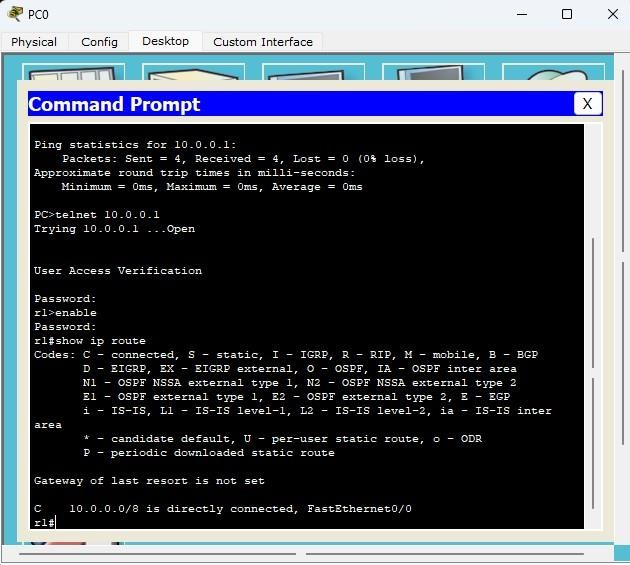 PC0
Physical Config Desktop Custom Interface
Command Prompt
X
Ping statistics for 10.0.0.1:
    Packets: Sent = 4, Received = 4, Lost = 0 (0% loss),
Approximate round trip times in milli-seconds:
    Minimum = 0ms, Maximum = 0ms, Average = 0ms
PC>telnet 10.0.0.1
Trying 10.0.0.1 ...Open
User Access Verification
Password:
r1>enable
Password:
r1#show ip route
Codes: C - connected, S - static, I - IGRP, R - RIP, M - mobile, B - BGP
       D - EIGRP, EX - EIGRP external, O - OSPF, IA - OSPF inter area
       N1 - OSPF NSSA external type 1, N2 - OSPF NSSA external type 2
       E1 - OSPF external type 1, E2 - OSPF external type 2, E - EGP
       i - IS-IS, L1 - IS-IS level-1, L2 - IS-IS level-2, ia - IS-IS inter
area
       * - candidate default, U - per-user static route, o - ODR
       P - periodic downloaded static route
Gateway of last resort is not set
C    10.0.0.0/8 is directly connected, FastEthernet0/0
r1#